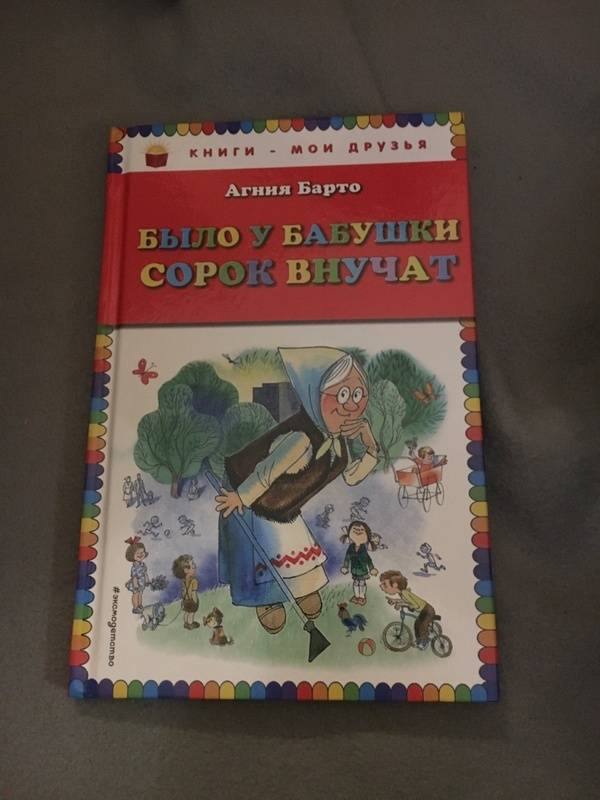 КНИГИ - МОИ ДРУЗЬЯ
Агния Барто
БЫЛО У БАБУШКИ
СОРОК ВНУЧАТ
#эксмодетство